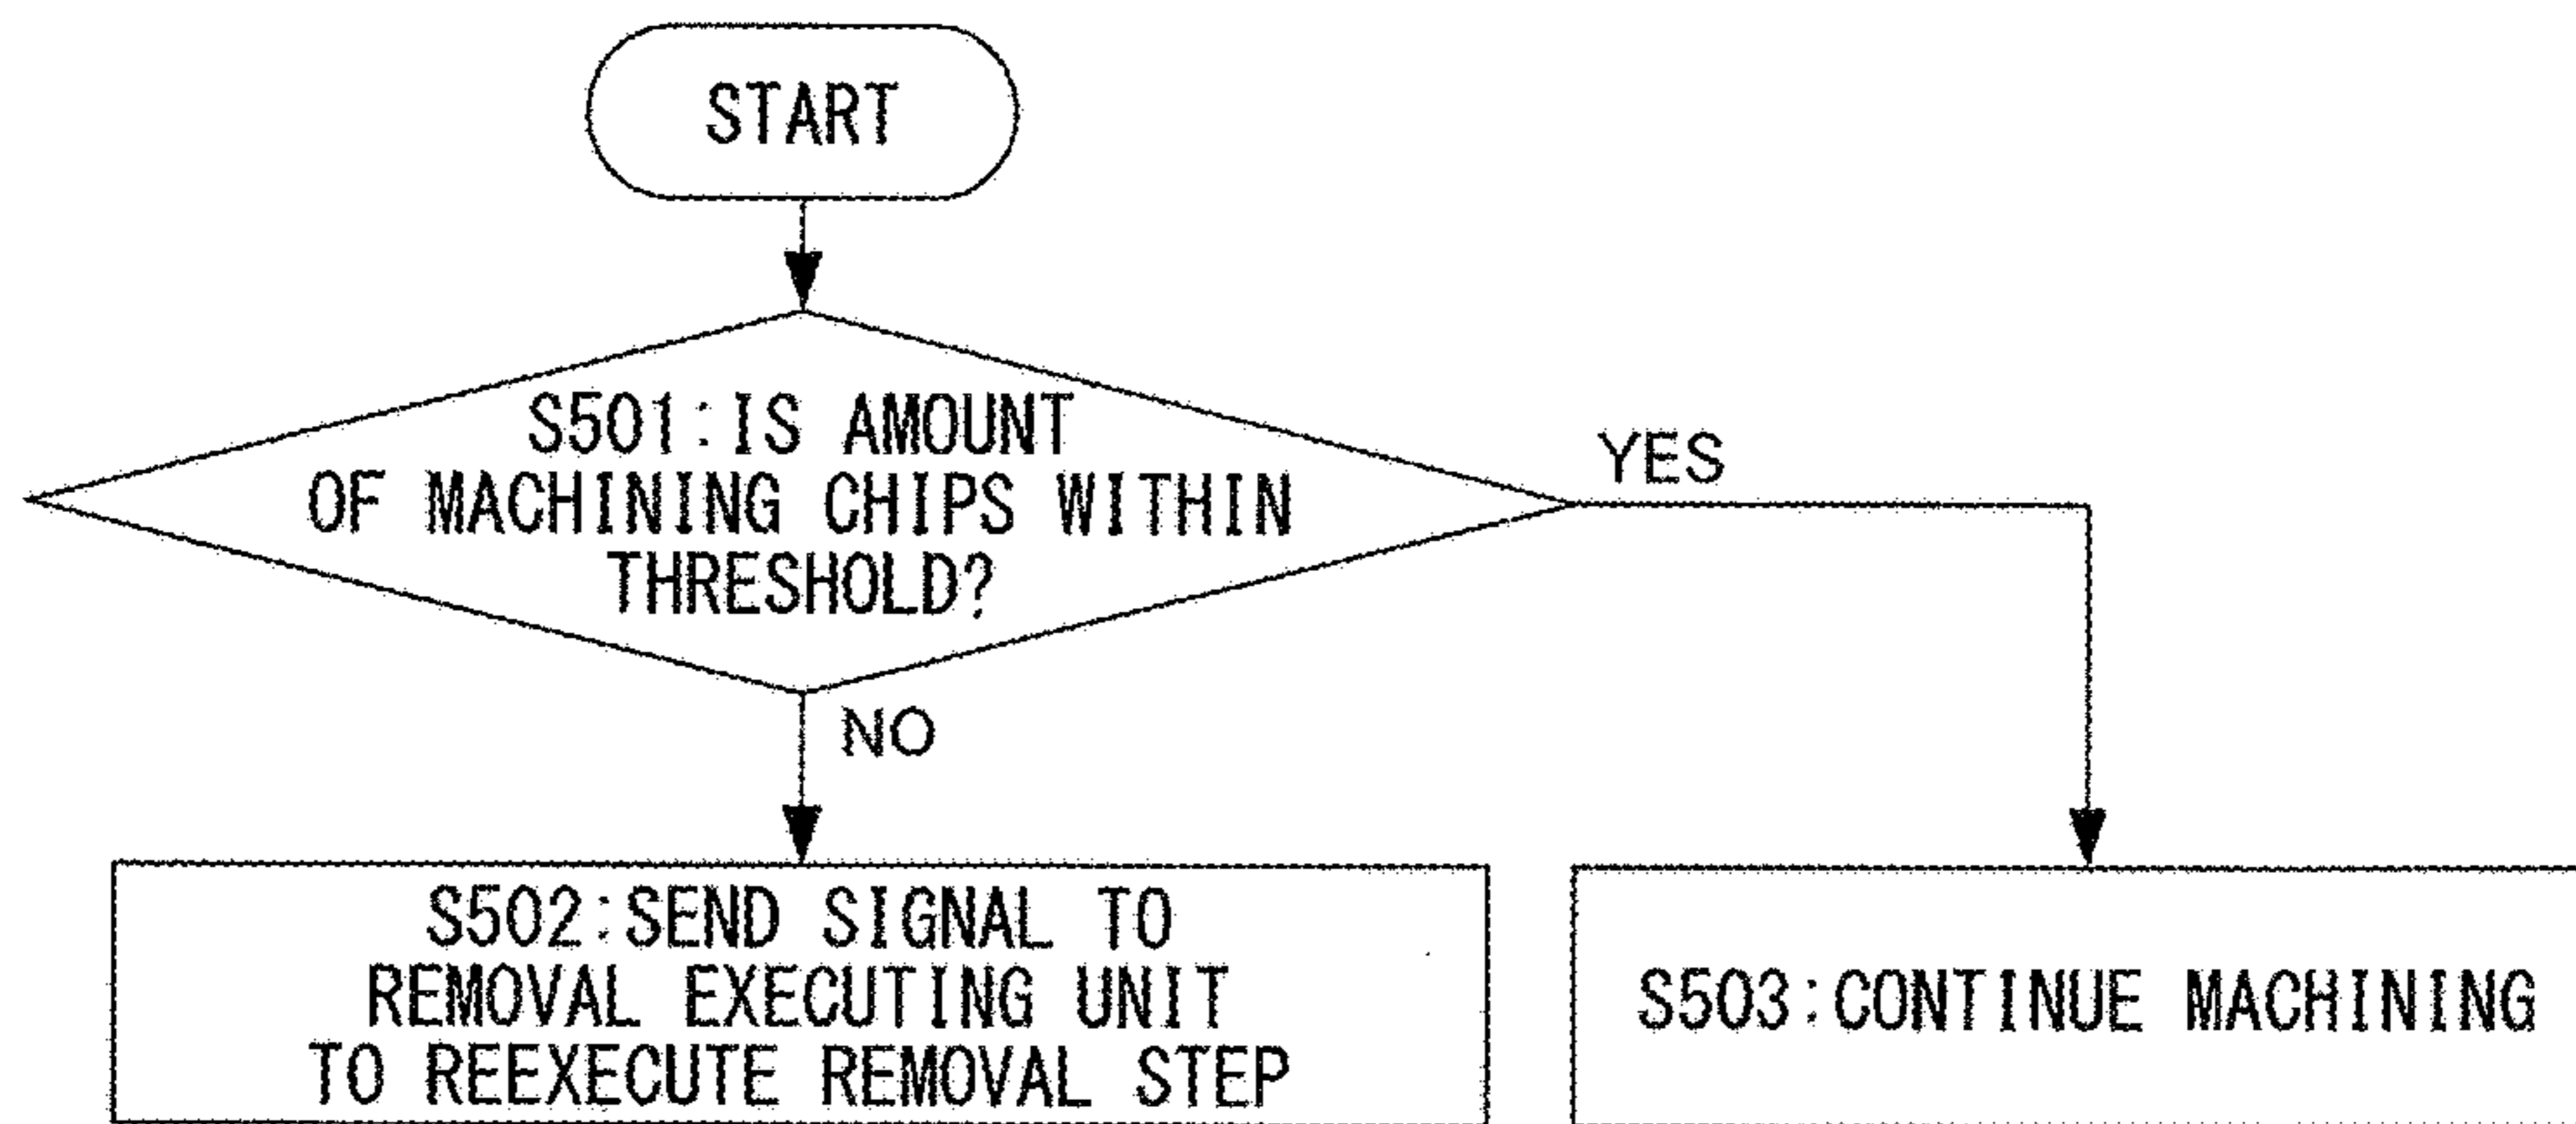 START
S501:IS AMOUNT
OF MACHINING CHIPS WITHIN
THRESHOLD?
YES
NO
S502:SEND SIGNAL TO
REMOVAL EXECUTING UNIT
TO REEXECUTE REMOVAL STEP
S503:CONTINUE MACHINING